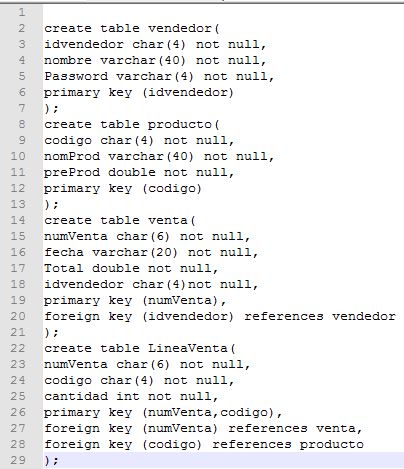 1
2 create table vendedor(
3 idvendedor char(4) not null,
4 nombre varchar(40) not null,
5 Password varchar(4) not null,
6 primary key (idvendedor)
7 );
8 create table producto(
9 codigo char(4) not null,
10 nomProd varchar(40) not null,
11 preProd double not null,
12 primary key (codigo)
13 );
14 create table venta(
15 numVenta char(6) not null,
16 fecha varchar(20) not null,
17 Total double not null,
18 idvendedor char(4)not null,
19 primary key (numVenta),
20 foreign key (idvendedor) references vendedor
21 );
22 create table LineaVenta(
23 numVenta char(6) not null,
24 codigo char(4) not null,
25 cantidad int not null,
26 primary key (numVenta,codigo),
27 foreign key (numVenta) references venta,
28 foreign key (codigo) references producto
29 );